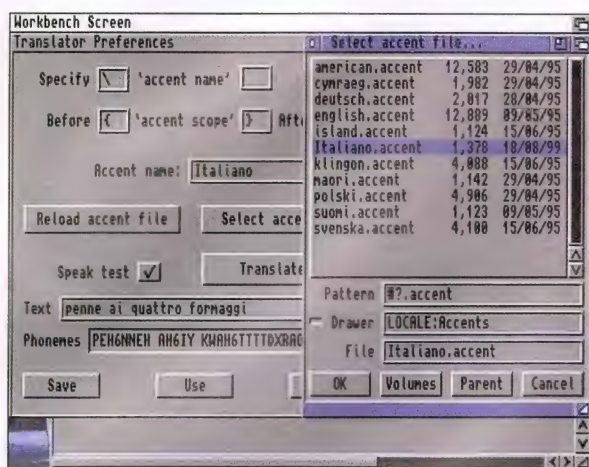 Workbench Screen
Translator Preferences
Specify \ 'accent name'
Before { 'accent scope' } Afte
Accent name: Italiano
Reload accent file
Select acce
Speak test
Translate
Text penne ai quattro formaggi
Phonemes PEH6NNEH AH6IY KWAH6TTTTDXRAO
Save
Use
Select accent file...
american.accent 12,583 29/04/95
cymraeg.accent 1,982 29/04/95
deutsch.accent 2,017 28/04/95
english.accent 12,889 09/05/95
island.accent 1,124 15/06/95
Italiano.accent 1,378 18/08/99
klingon.accent 4,088 15/06/95
maori.accent 1,142 29/04/95
polski.accent 4,906 29/04/95
suomi.accent 1,123 09/05/95
svenska.accent 4,100 15/06/95
Pattern #?.accent
Drawer LOCALE:Accents
File Italiano.accent
OK Volumes Parent Cancel